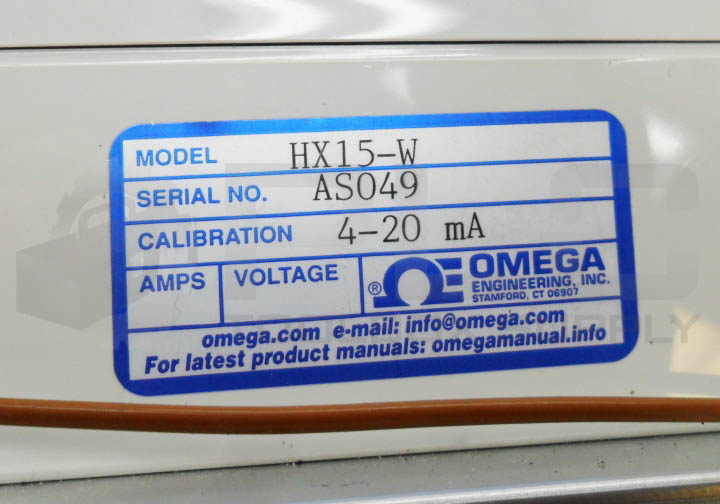 MODEL HX15-W
SERIAL NO. AS049
CALIBRATION 4-20 mA
AMPS VOLTAGE
® OMEGA
ENGINEERING, INC.
STAMFORD, CT 06907
omega.com e-mail: info@omega.com
For latest product manuals: omegamanual.info